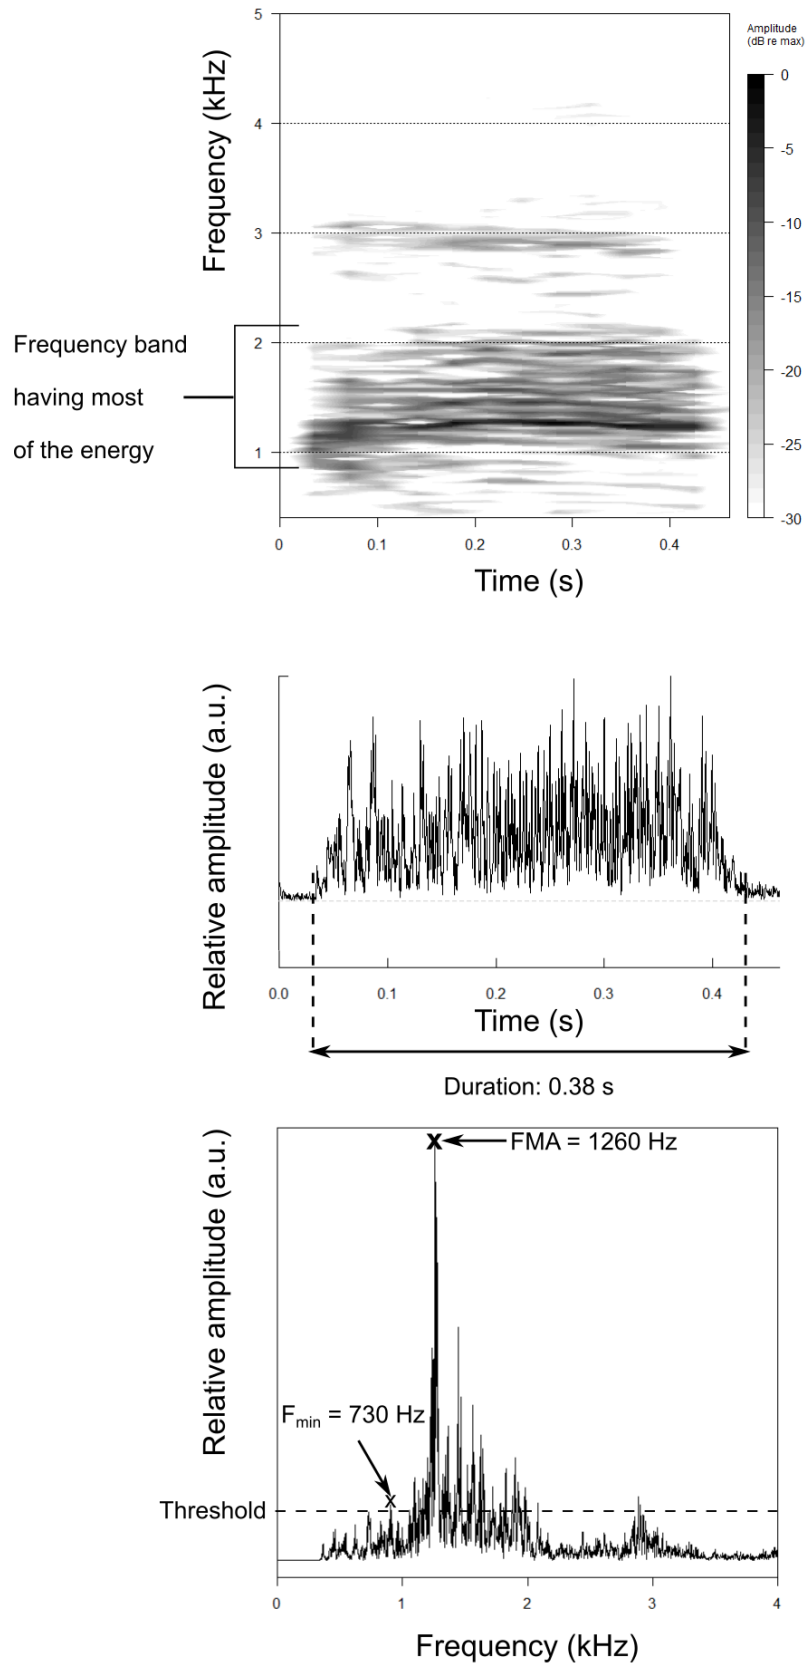 Amplitude
(dB re max)
Frequency (kHz)
5
4
3
2
1
0
-5
-10
-15
-20
-25
-30
Frequency band
having most
of the energy
0
0.1
0.2
0.3
0.4
Time (s)
Relative amplitude (a.u.)
0.0
0.1
0.2
0.3
0.4
Time (s)
Duration: 0.38 s
Relative amplitude (a.u.)
x
FMA = 1260 Hz
Fmin = 730 Hz
x
Threshold
0
1
2
3
4
Frequency (kHz)